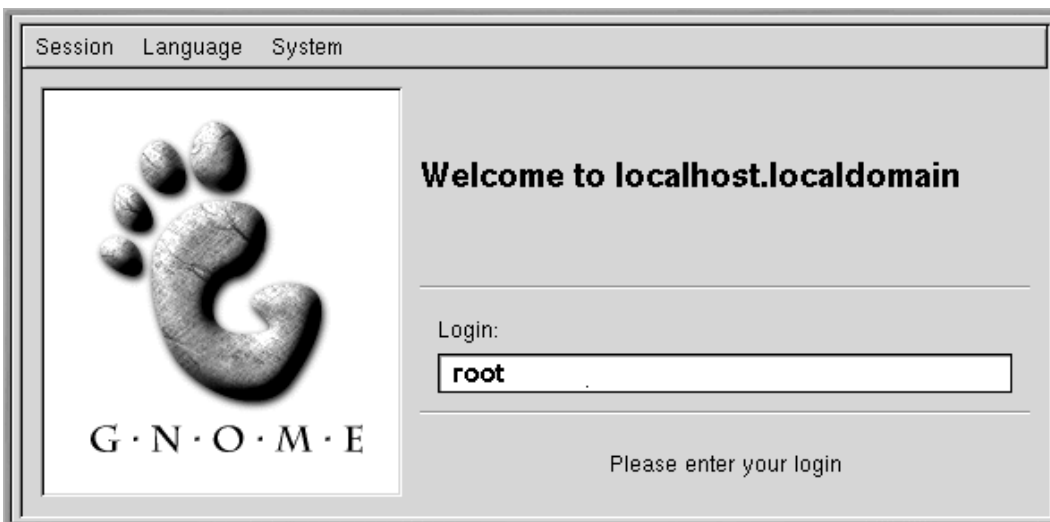 Session Language System
Welcome to localhost.localdomain
Login:
root
G·N·O·M·E
Please enter your login